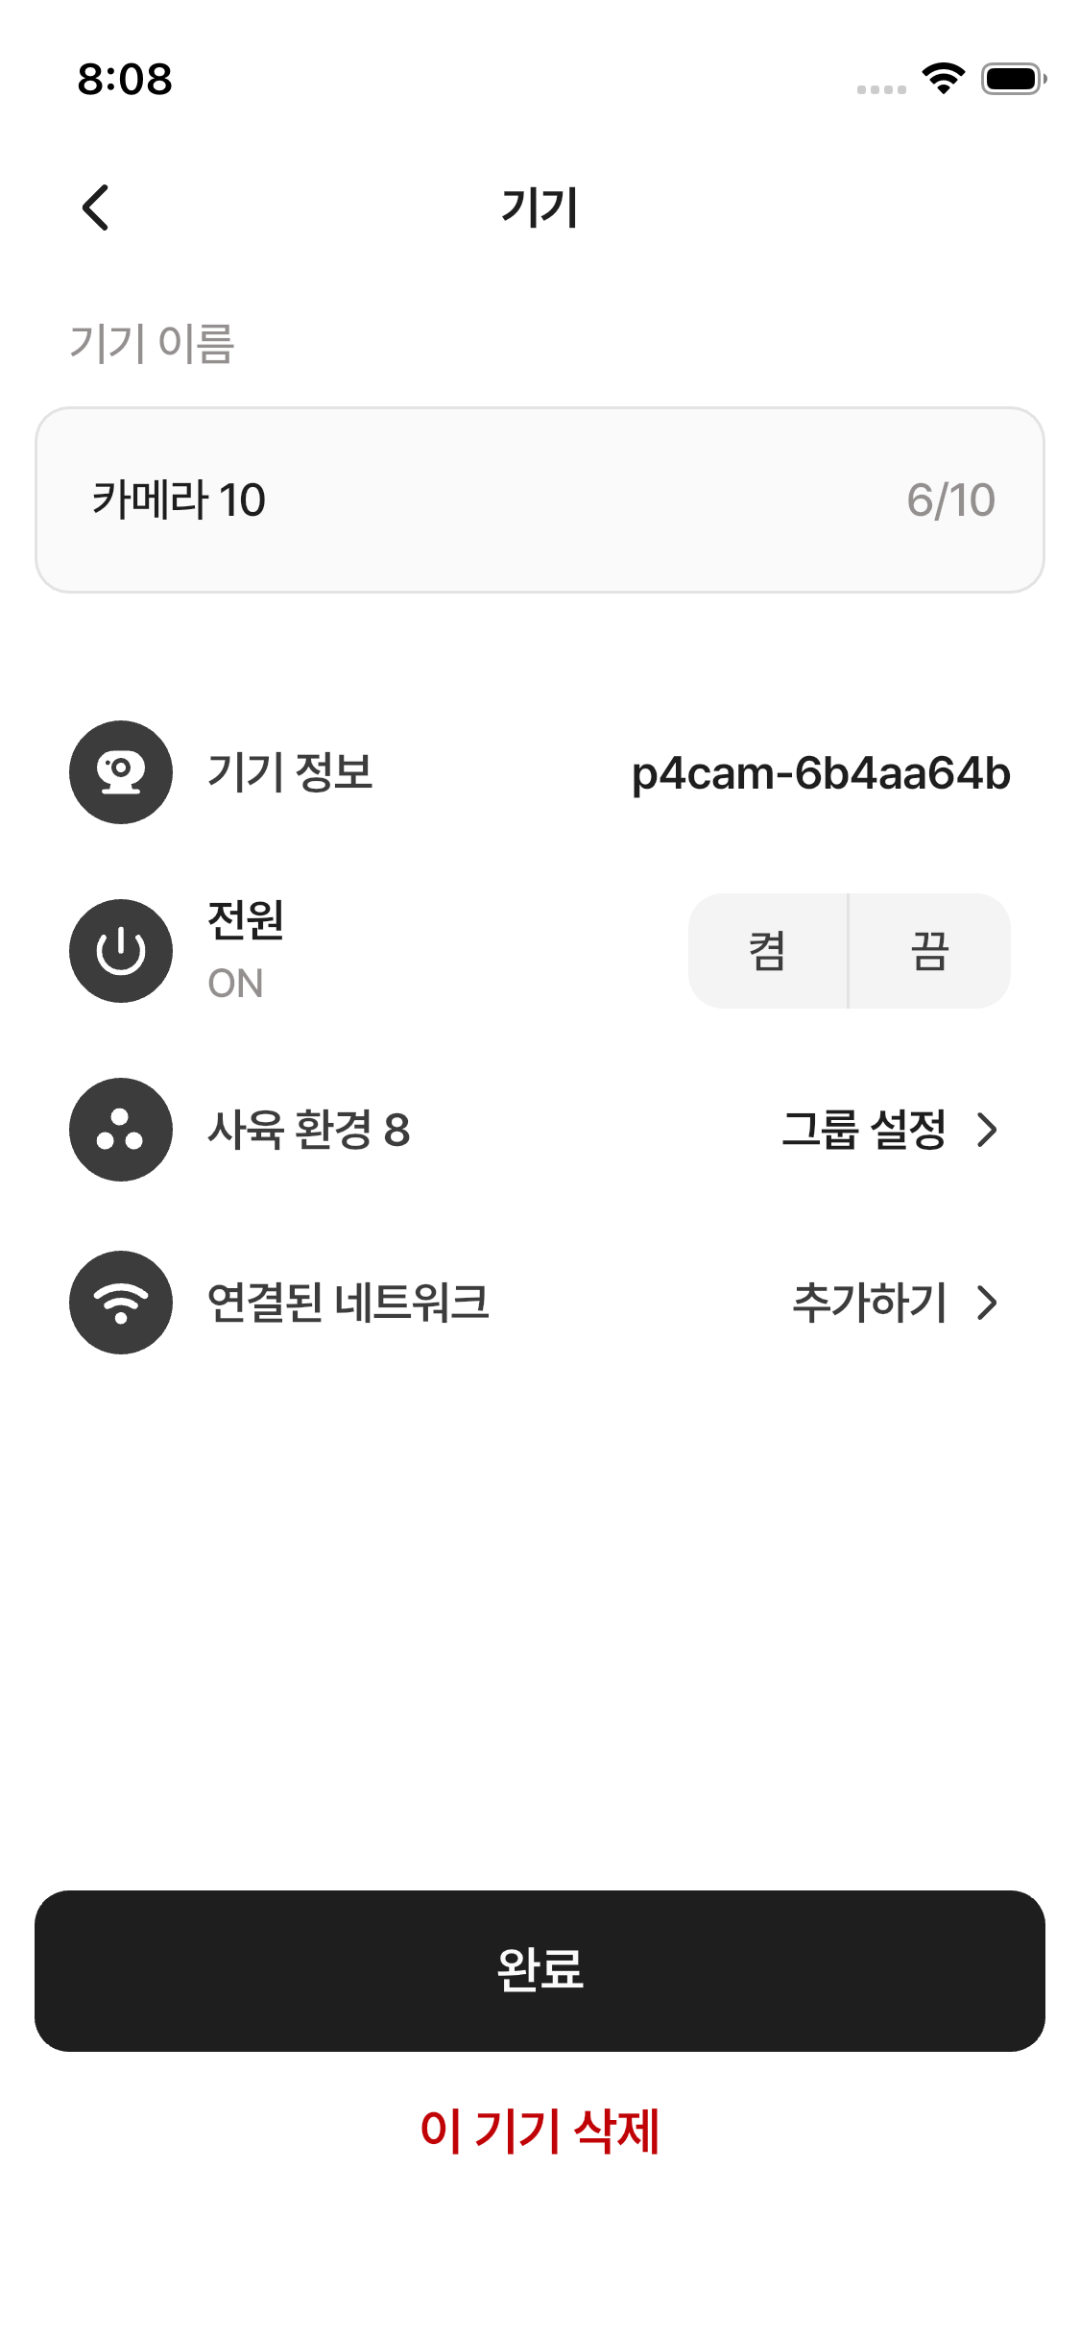 8:08
기기
기기 이름
카메라 10 6/10
기기 정보 p4cam-6b4aa64b
전원
ON
켬 끔
사육 환경 8 그룹 설정
연결된 네트워크 추가하기
완료
이 기기 삭제